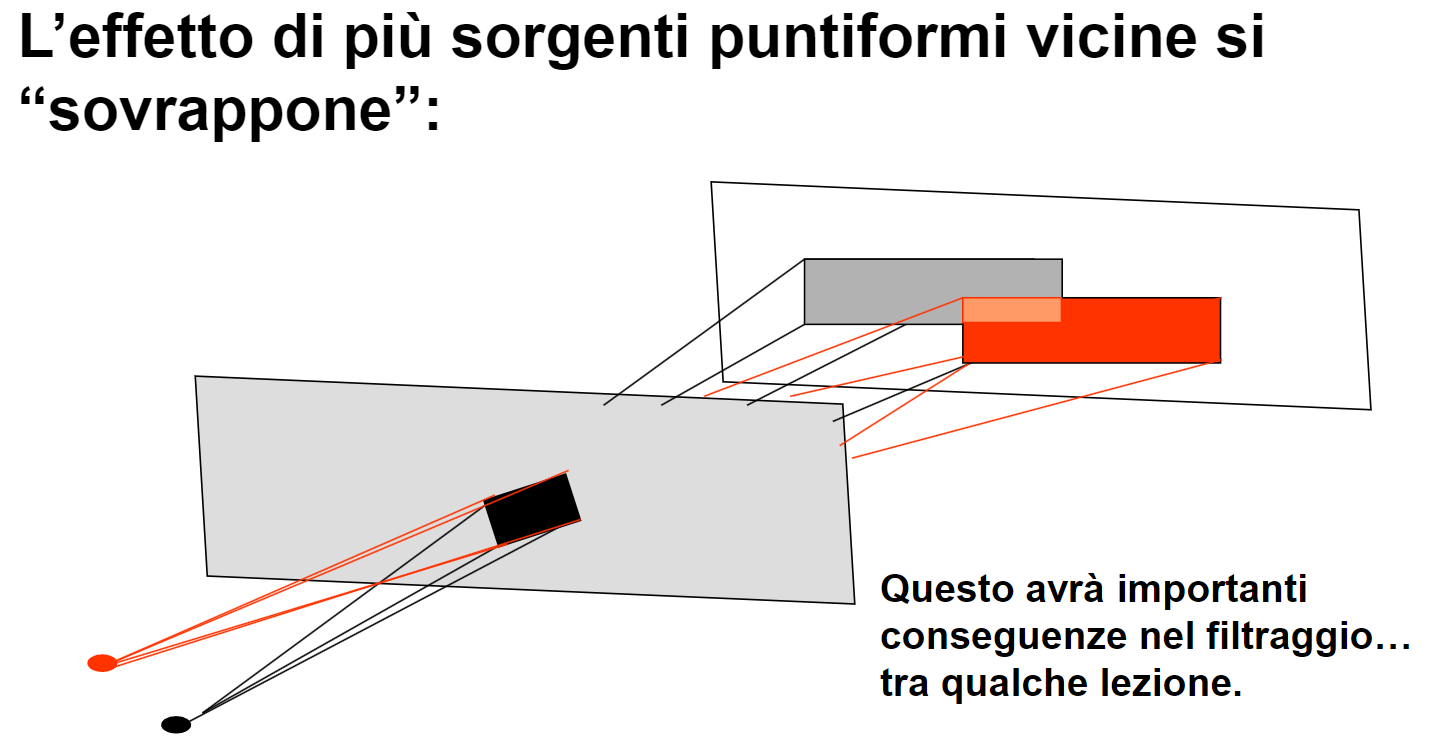 L’effetto di più sorgenti puntiformi vicine si
“sovrappone”:
Questo avrà importanti
conseguenze nel filtraggio…
tra qualche lezione.